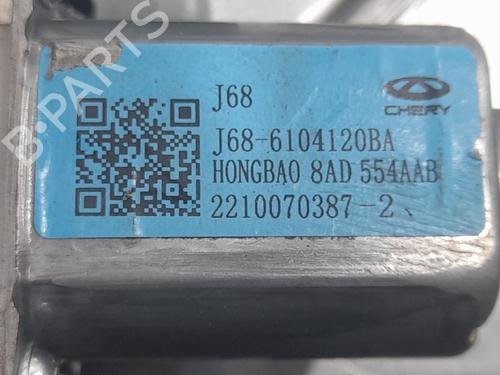 J68
CHERY
J68-6104120BA
HONGBAO 8AD 554AAB
2210070387-2
B-PARTS